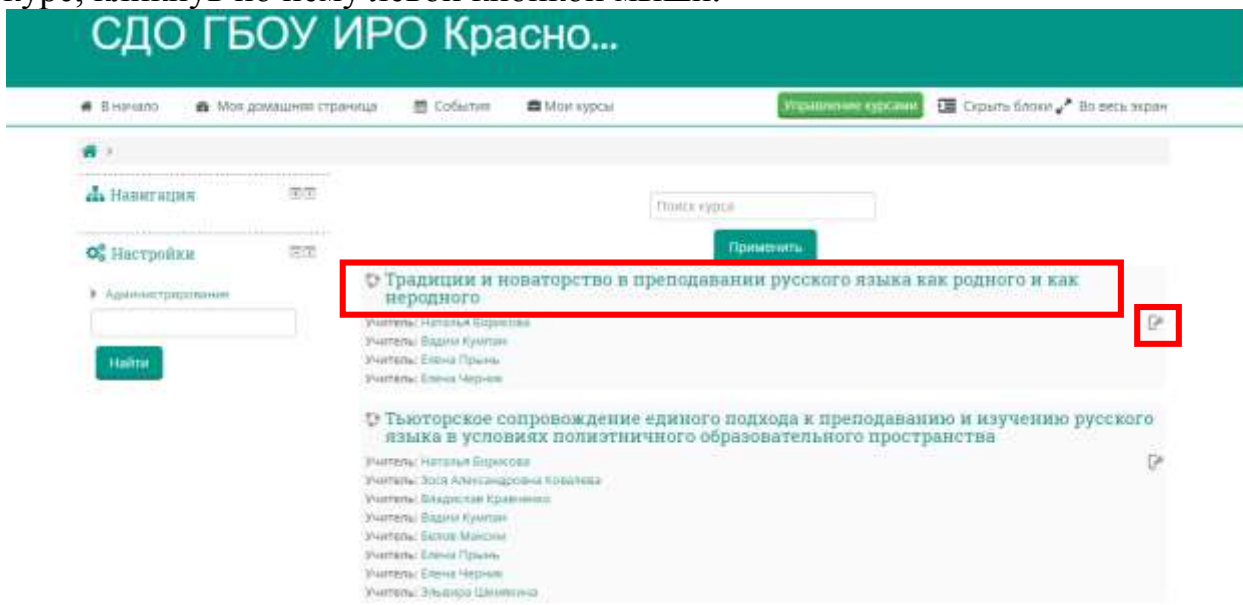 курс, кликнув по нему левой кнопкой мыши.
СДО ГБОУ ИРО Красно...
В начало Моя домашняя страница События Мои курсы Управление курсами Скрыть блоки Во весь экран
Навигация
Поиск курса
Применить
Настройки
Администрирование
Найти
Традиции и новаторство в преподавании русского языка как родного и как
неродного
Учитель: Наталья Борисова
Учитель: Вадим Кумпан
Учитель: Елена Прынь
Учитель: Елена Черник
Тьюторское сопровождение единого подхода к преподаванию и изучению русского
языка в условиях полиэтничного образовательного пространства
Учитель: Наталья Борисова
Учитель: Зося Александровна Ковалева
Учитель: Владислав Кравченко
Учитель: Вадим Кумпан
Учитель: Максим
Учитель: Елена Прынь
Учитель: Елена Черник
Учитель: Эльвира